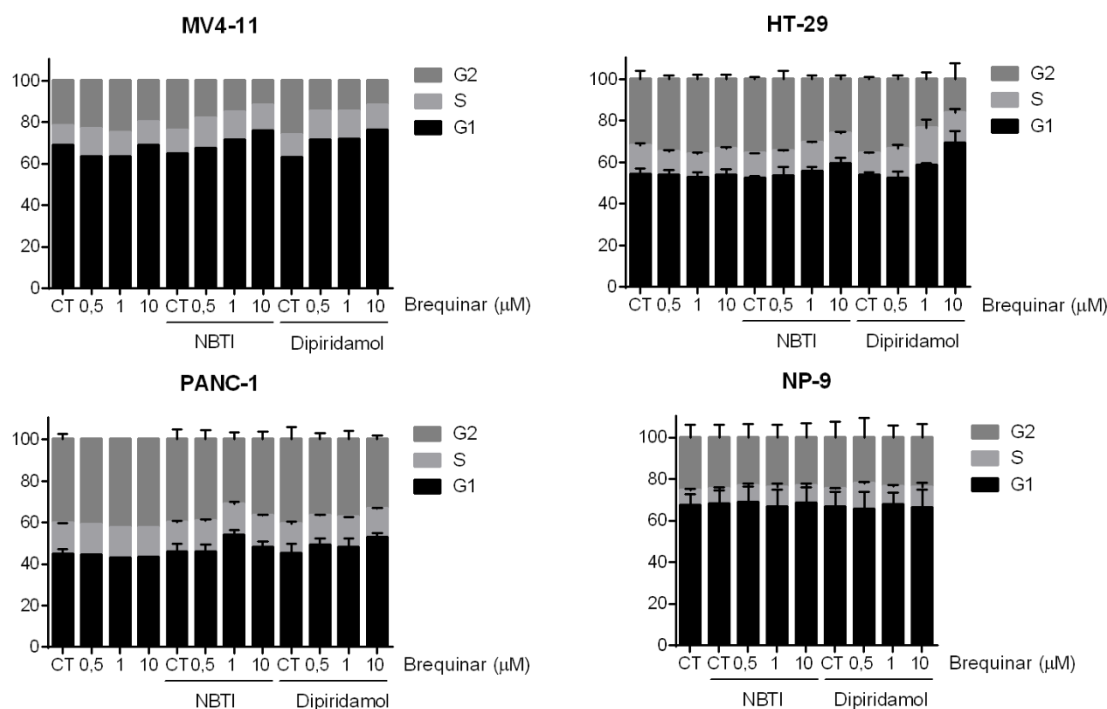 MV4-11
100
80
60
40
20
0
G2
S
G1
CT 0,5 1 10 CT 0,5 1 10 CT 0,5 1 10 Brequinar (μM)
NBTI Dipiridamol
HT-29
100
80
60
40
20
0
G2
S
G1
CT 0,5 1 10 CT 0,5 1 10 CT 0,5 1 10 Brequinar (μM)
NBTI Dipiridamol
PANC-1
100
80
60
40
20
0
G2
S
G1
CT 0,5 1 10 CT 0,5 1 10 CT 0,5 1 10 Brequinar (μM)
NBTI Dipiridamol
NP-9
100
80
60
40
20
0
G2
S
G1
CT CT 0,5 1 10 CT 0,5 1 10 Brequinar (μM)
NBTI Dipiridamol